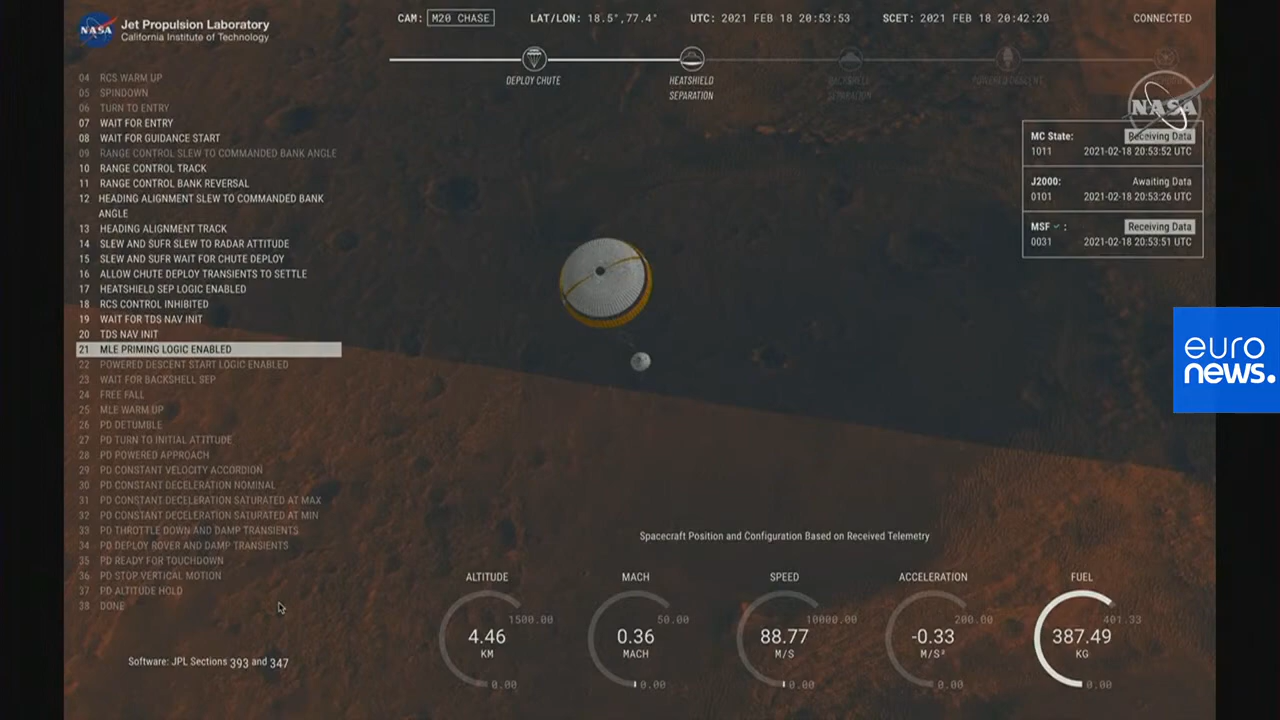 NASA
Jet Propulsion Laboratory
California Institute of Technology
CAM: M20 CHASE
LAT/LON: 18.5°,77.4°
UTC: 2021 FEB 18 20:53:53
SCET: 2021 FEB 18 20:42:20
CONNECTED
DEPLOY CHUTE
HEATSHIELD
SEPARATION
BACKSHELL
SEPARATION
POWERED DESCENT
NASA
04 RCS WARM UP
05 SPINDOWN
06 TURN TO ENTRY
07 WAIT FOR ENTRY
08 WAIT FOR GUIDANCE START
09 RANGE CONTROL SLEW TO COMMANDED BANK ANGLE
10 RANGE CONTROL TRACK
11 RANGE CONTROL BANK REVERSAL
12 HEADING ALIGNMENT SLEW TO COMMANDED BANK
ANGLE
13 HEADING ALIGNMENT TRACK
14 SLEW AND SUFR SLEW TO RADAR ATTITUDE
15 SLEW AND SUFR WAIT FOR CHUTE DEPLOY
16 ALLOW CHUTE DEPLOY TRANSIENTS TO SETTLE
17 HEATSHIELD SEP LOGIC ENABLED
18 RCS CONTROL INHIBITED
19 WAIT FOR TDS NAV INIT
20 TDS NAV INIT
21 MLE PRIMING LOGIC ENABLED
22 POWERED DESCENT START LOGIC ENABLED
23 WAIT FOR BACKSHELL SEP
24 FREE FALL
25 MLE WARM UP
26 PD DETUMBLE
27 PD TURN TO INITIAL ATTITUDE
28 PD POWERED APPROACH
29 PD CONSTANT VELOCITY ACCORDION
30 PD CONSTANT DECELERATION NOMINAL
31 PD CONSTANT DECELERATION SATURATED AT MAX
32 PD CONSTANT DECELERATION SATURATED AT MIN
33 PD THROTTLE DOWN AND DAMP TRANSIENTS
34 PD DEPLOY ROVER AND DAMP TRANSIENTS
35 PD READY FOR TOUCHDOWN
36 PD STOP VERTICAL MOTION
37 PD ALTITUDE HOLD
38 DONE
Software: JPL Sections 393 and 347
MC State: Receiving Data
1011 2021-02-18 20:53:52 UTC
J2000: Awaiting Data
0101 2021-02-18 20:53:26 UTC
MSF ✓ : Receiving Data
0031 2021-02-18 20:53:51 UTC
euro
news.
Spacecraft Position and Configuration Based on Received Telemetry
ALTITUDE
1500.00
4.46
KM
0.00
MACH
50.00
0.36
MACH
0.00
SPEED
10000.00
88.77
M/S
0.00
ACCELERATION
200.00
-0.33
M/S²
0.00
FUEL
401.33
387.49
KG
0.00